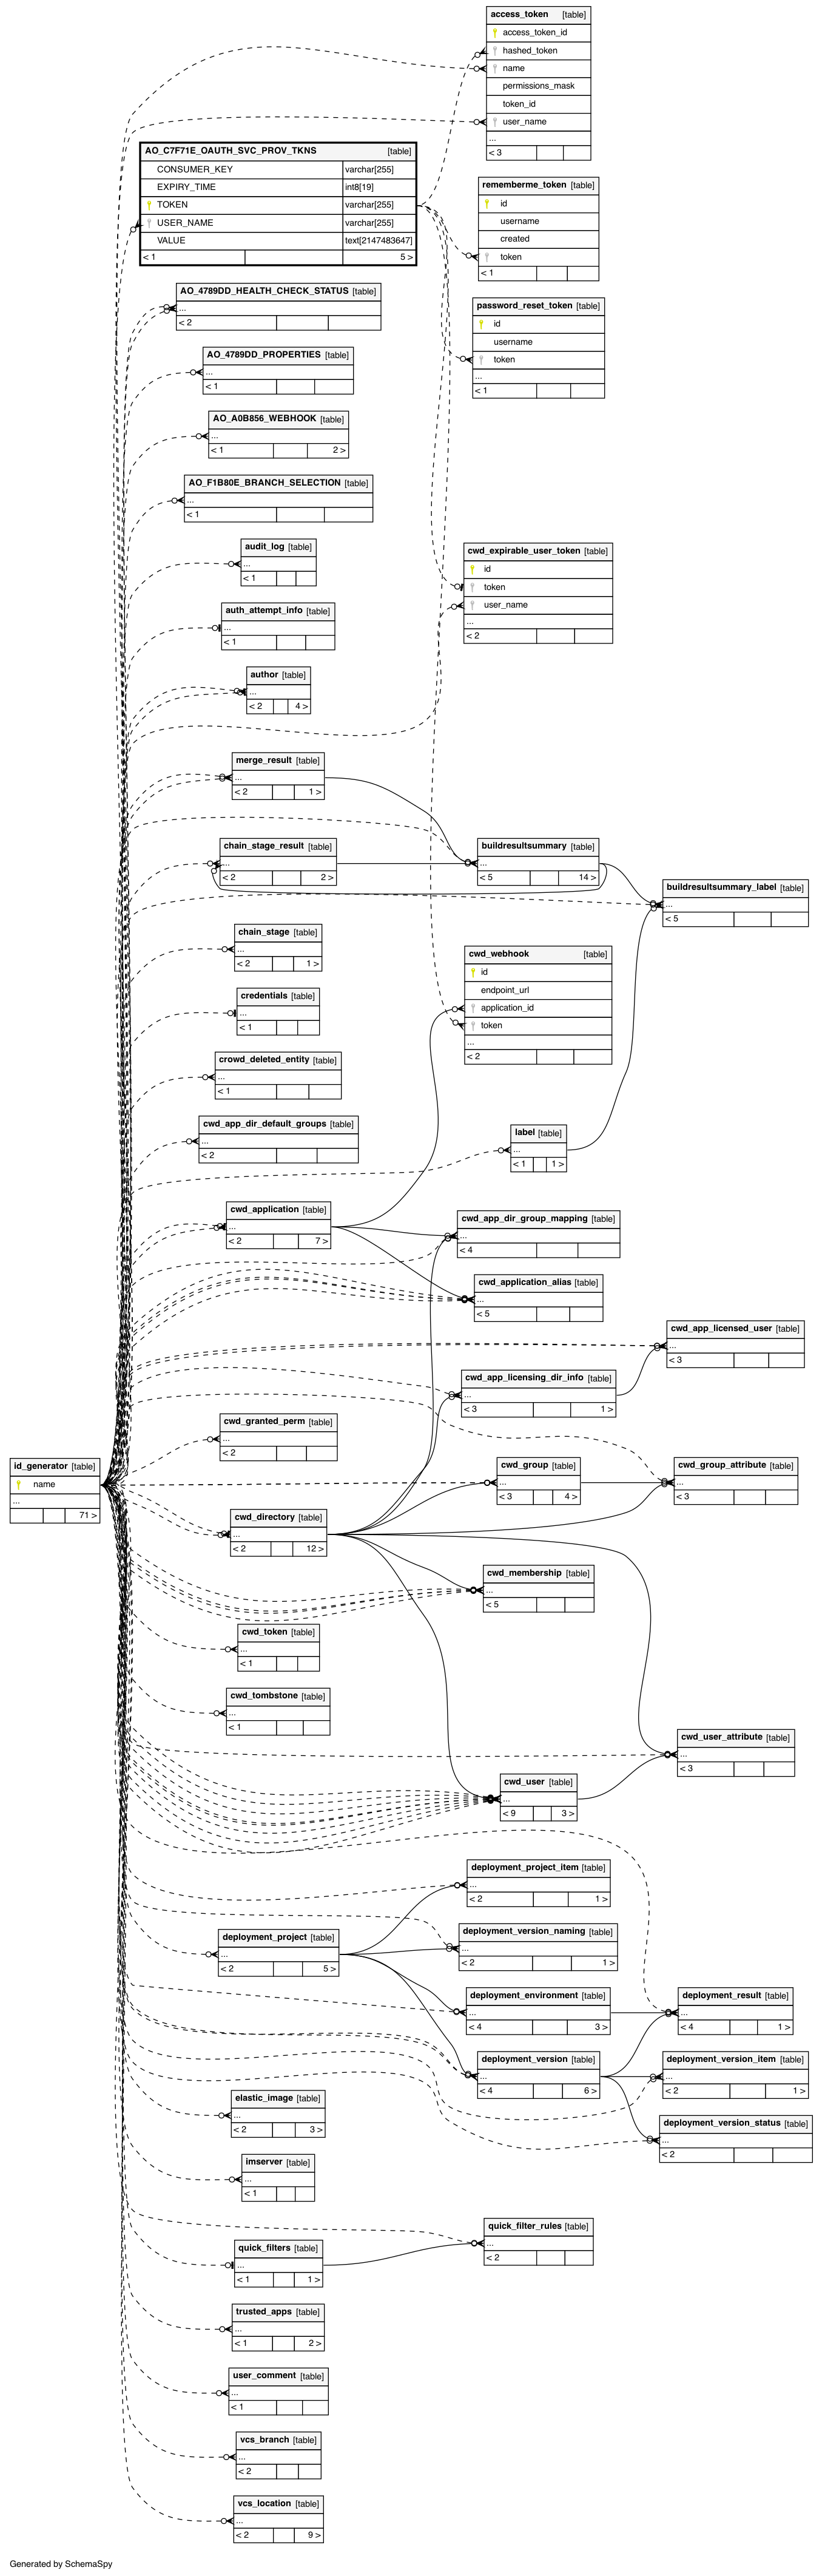 access_token [table]
access_token_id
hashed_token
name
permissions_mask
token_id
user_name
...
< 3
AO_C7F71E_OAUTH_SVC_PROV_TKNS [table]
CONSUMER_KEY varchar[255]
EXPIRY_TIME int8[19]
TOKEN varchar[255]
USER_NAME varchar[255]
VALUE text[2147483647]
< 1 5 >
rememberme_token [table]
id
username
created
token
< 1
AO_4789DD_HEALTH_CHECK_STATUS [table]
...
< 2
password_reset_token [table]
id
username
token
...
< 1
AO_4789DD_PROPERTIES [table]
...
< 1
AO_A0B856_WEBHOOK [table]
...
< 1 2 >
AO_F1B80E_BRANCH_SELECTION [table]
...
< 1
audit_log [table]
...
< 1
cwd_expirable_user_token [table]
id
token
user_name
...
< 2
auth_attempt_info [table]
...
< 1
author [table]
...
< 2 4 >
merge_result [table]
...
< 2 1 >
chain_stage_result [table]
...
< 2 2 >
buildresultsummary [table]
...
< 5 14 >
buildresultsummary_label [table]
...
< 5
chain_stage [table]
...
< 2 1 >
cwd_webhook [table]
id
endpoint_url
application_id
token
...
< 2
credentials [table]
...
< 1
crowd_deleted_entity [table]
...
< 1
cwd_app_dir_default_groups [table]
...
< 2
label [table]
...
< 1 1 >
cwd_application [table]
...
< 2 7 >
cwd_app_dir_group_mapping [table]
...
< 4
cwd_application_alias [table]
...
< 5
cwd_app_licensed_user [table]
...
< 3
cwd_app_licensing_dir_info [table]
...
< 3 1 >
cwd_granted_perm [table]
...
< 2
id_generator [table]
name
...
71 >
cwd_group [table]
...
< 3 4 >
cwd_group_attribute [table]
...
< 3
cwd_directory [table]
...
< 2 12 >
cwd_membership [table]
...
< 5
cwd_token [table]
...
< 1
cwd_tombstone [table]
...
< 1
cwd_user_attribute [table]
...
< 3
cwd_user [table]
...
< 9 3 >
deployment_project_item [table]
...
< 2 1 >
deployment_project [table]
...
< 2 5 >
deployment_version_naming [table]
...
< 2 1 >
deployment_environment [table]
...
< 4 3 >
deployment_result [table]
...
< 4 1 >
deployment_version [table]
...
< 4 6 >
deployment_version_item [table]
...
< 2 1 >
elastic_image [table]
...
< 2 3 >
deployment_version_status [table]
...
< 2
imserver [table]
...
< 1
quick_filter_rules [table]
...
< 2
quick_filters [table]
...
< 1 1 >
trusted_apps [table]
...
< 1 2 >
user_comment [table]
...
< 1
vcs_branch [table]
...
< 2
vcs_location [table]
...
< 2 9 >
Generated by SchemaSpy